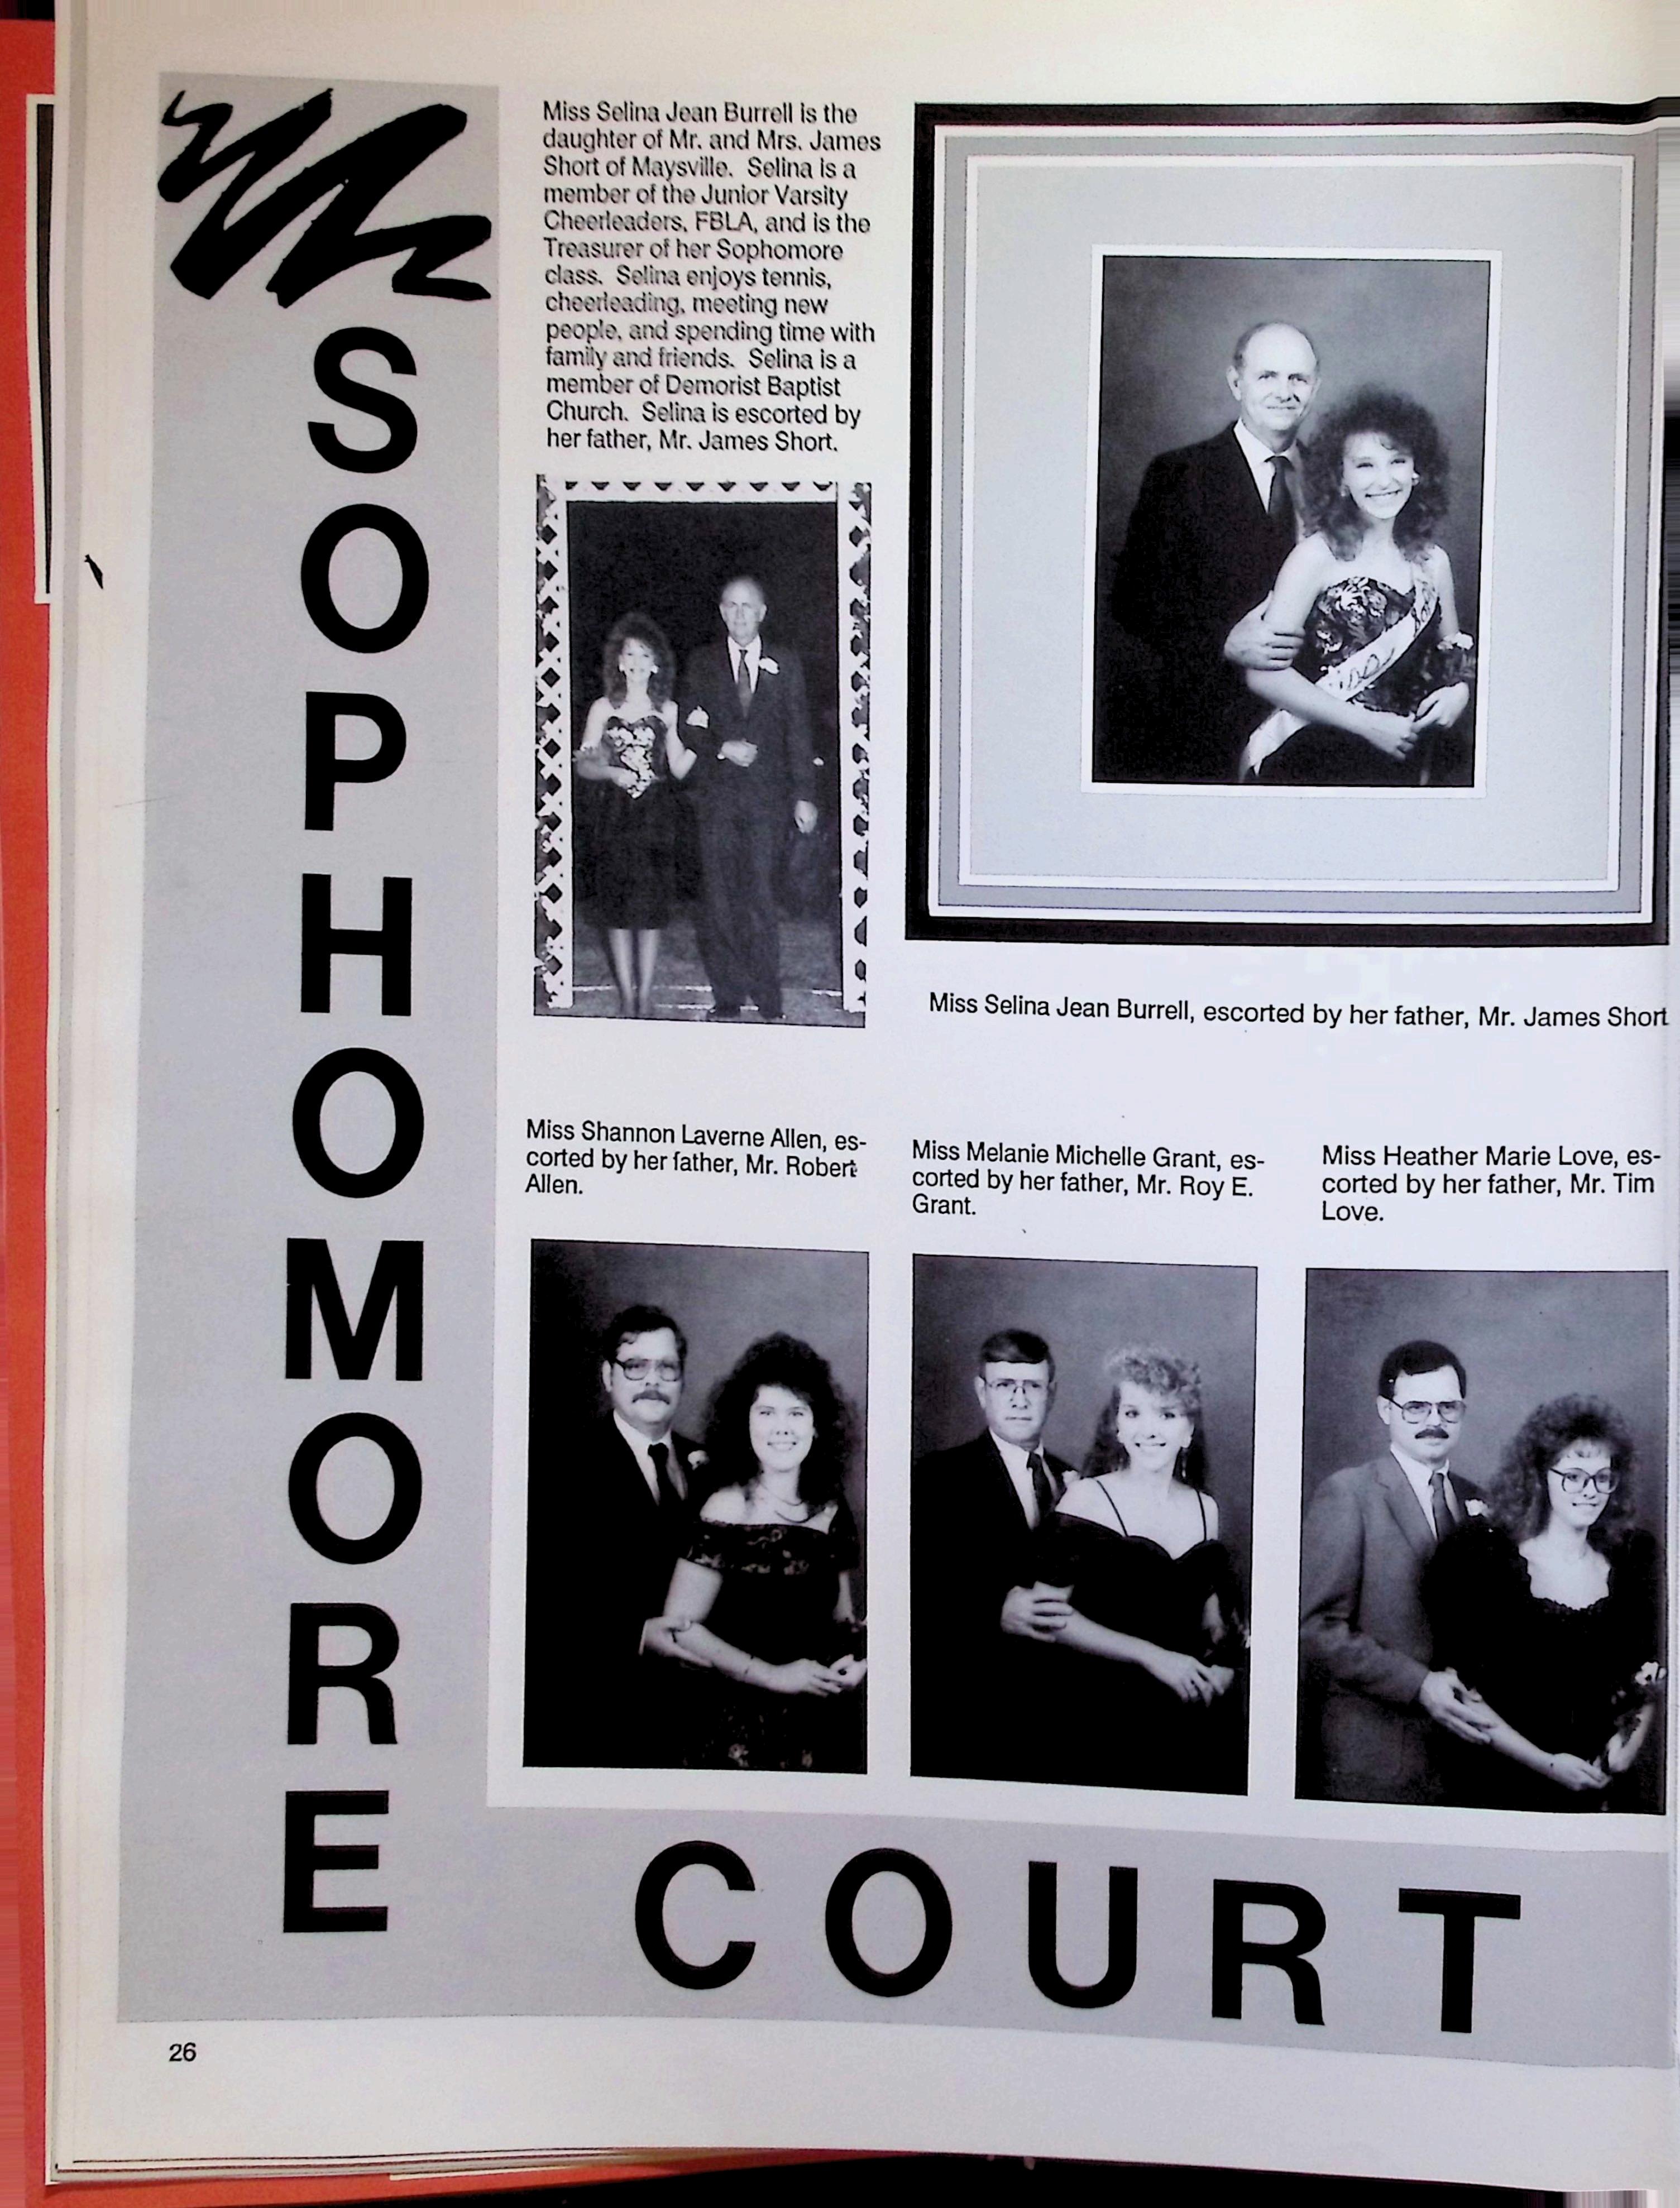 SOPHOMORE
Miss Selina Jean Burrell is the
daughter of Mr. and Mrs. James
Short of Maysville. Selina is a
member of the Junior Varsity
Cheerleaders, FBLA, and is the
Treasurer of her Sophomore
class. Selina enjoys tennis,
cheerleading, meeting new
people, and spending time with
family and friends. Selina is a
member of Demorist Baptist
Church. Selina is escorted by
her father, Mr. James Short.
Miss Selina Jean Burrell, escorted by her father, Mr. James Short
Miss Shannon Laverne Allen, es-
corted by her father, Mr. Robert
Allen.
Miss Melanie Michelle Grant, es-
corted by her father, Mr. Roy E.
Grant.
Miss Heather Marie Love, es-
corted by her father, Mr. Tim
Love.
COURT
26